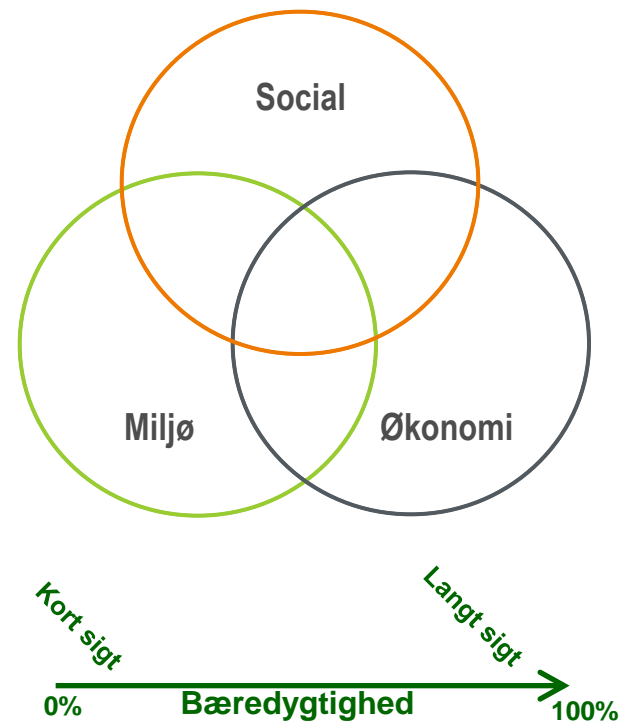 Social
Miljø
Økonomi
Kort sigt
Langt sigt
0%
Bæredygtighed
100%